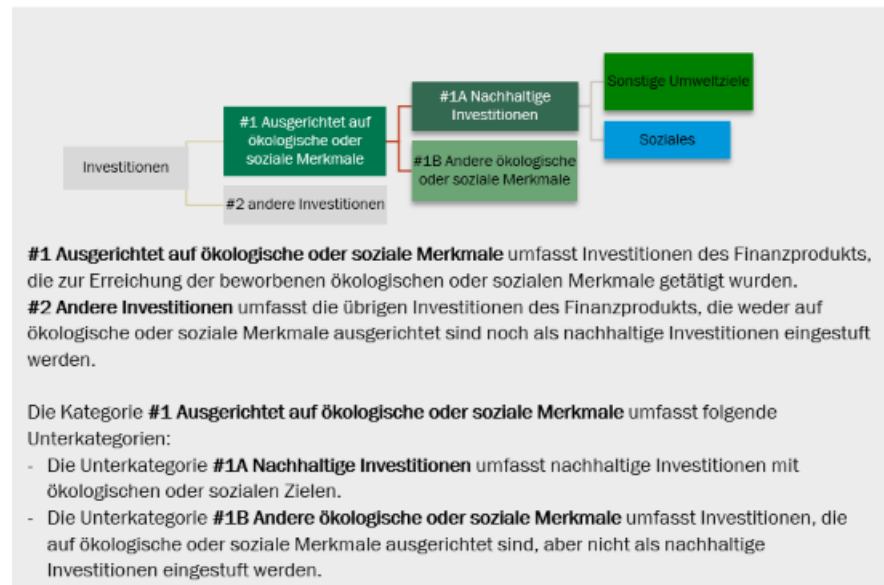 Sonstige Umweltziele
#1A Nachhaltige
Investitionen
#1 Ausgerichtet auf
ökologische oder
soziale Merkmale
Soziales
Investitionen
#1B Andere ökologische
oder soziale Merkmale
#2 andere Investitionen
#1 Ausgerichtet auf ökologische oder soziale Merkmale umfasst Investitionen des Finanzprodukts,
die zur Erreichung der beworbenen ökologischen oder sozialen Merkmale getätigt wurden.
#2 Andere Investitionen umfasst die übrigen Investitionen des Finanzprodukts, die weder auf
ökologische oder soziale Merkmale ausgerichtet sind noch als nachhaltige Investitionen eingestuft
werden.
Die Kategorie #1 Ausgerichtet auf ökologische oder soziale Merkmale umfasst folgende
Unterkategorien:
- Die Unterkategorie #1A Nachhaltige Investitionen umfasst nachhaltige Investitionen mit
ökologischen oder sozialen Zielen.
- Die Unterkategorie #1B Andere ökologische oder soziale Merkmale umfasst Investitionen, die
auf ökologische oder soziale Merkmale ausgerichtet sind, aber nicht als nachhaltige
Investitionen eingestuft werden.